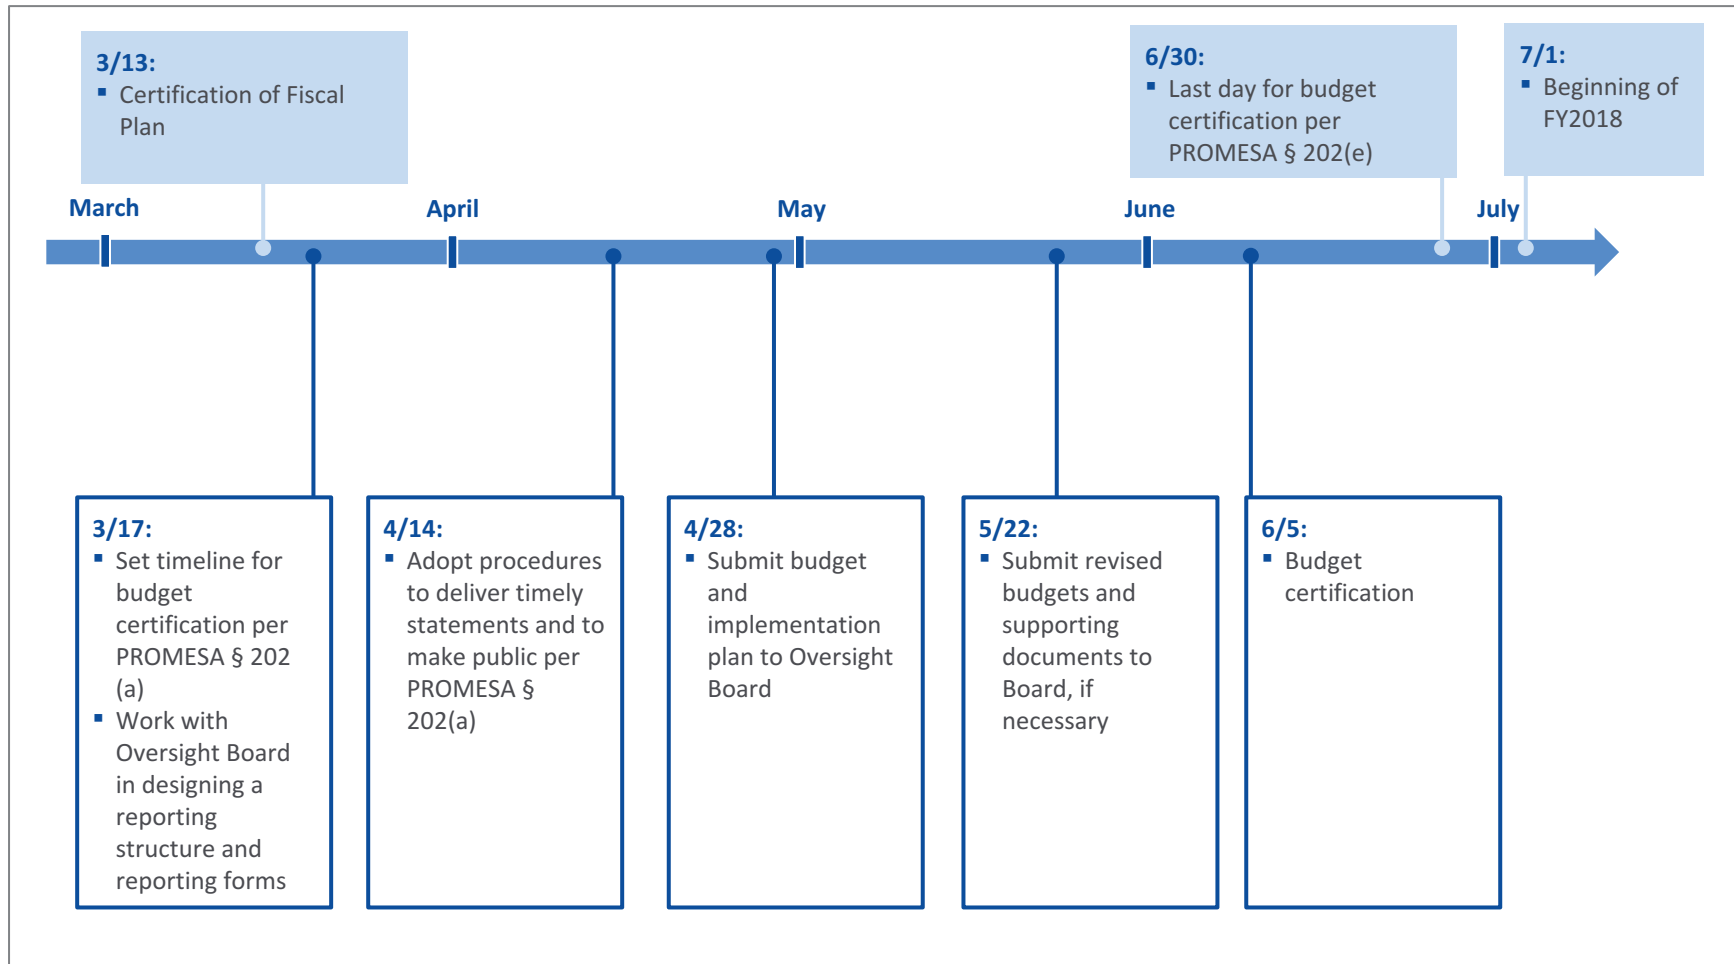 3/13:
▪ Certification of Fiscal
Plan
6/30:
▪ Last day for budget
certification per
PROMESA § 202(e)
7/1:
▪ Beginning of
FY2018
March
April
May
June
July
3/17:
▪ Set timeline for
budget
certification per
PROMESA § 202
(a)
▪ Work with
Oversight Board
in designing a
reporting
structure and
reporting forms
4/14:
▪ Adopt procedures
to deliver timely
statements and to
make public per
PROMESA §
202(a)
4/28:
▪ Submit budget
and
implementation
plan to Oversight
Board
5/22:
▪ Submit revised
budgets and
supporting
documents to
Board, if
necessary
6/5:
▪ Budget
certification